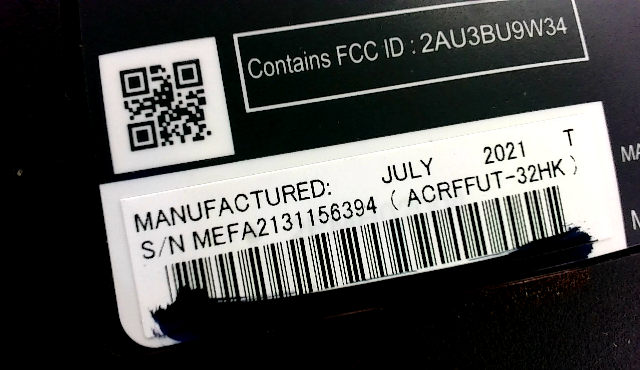 Contains FCC ID : 2AU3BU9W34
MANUFACTURED: JULY 2021 T
S/N MEFA2131156394 ( ACRFFUT-32HK )